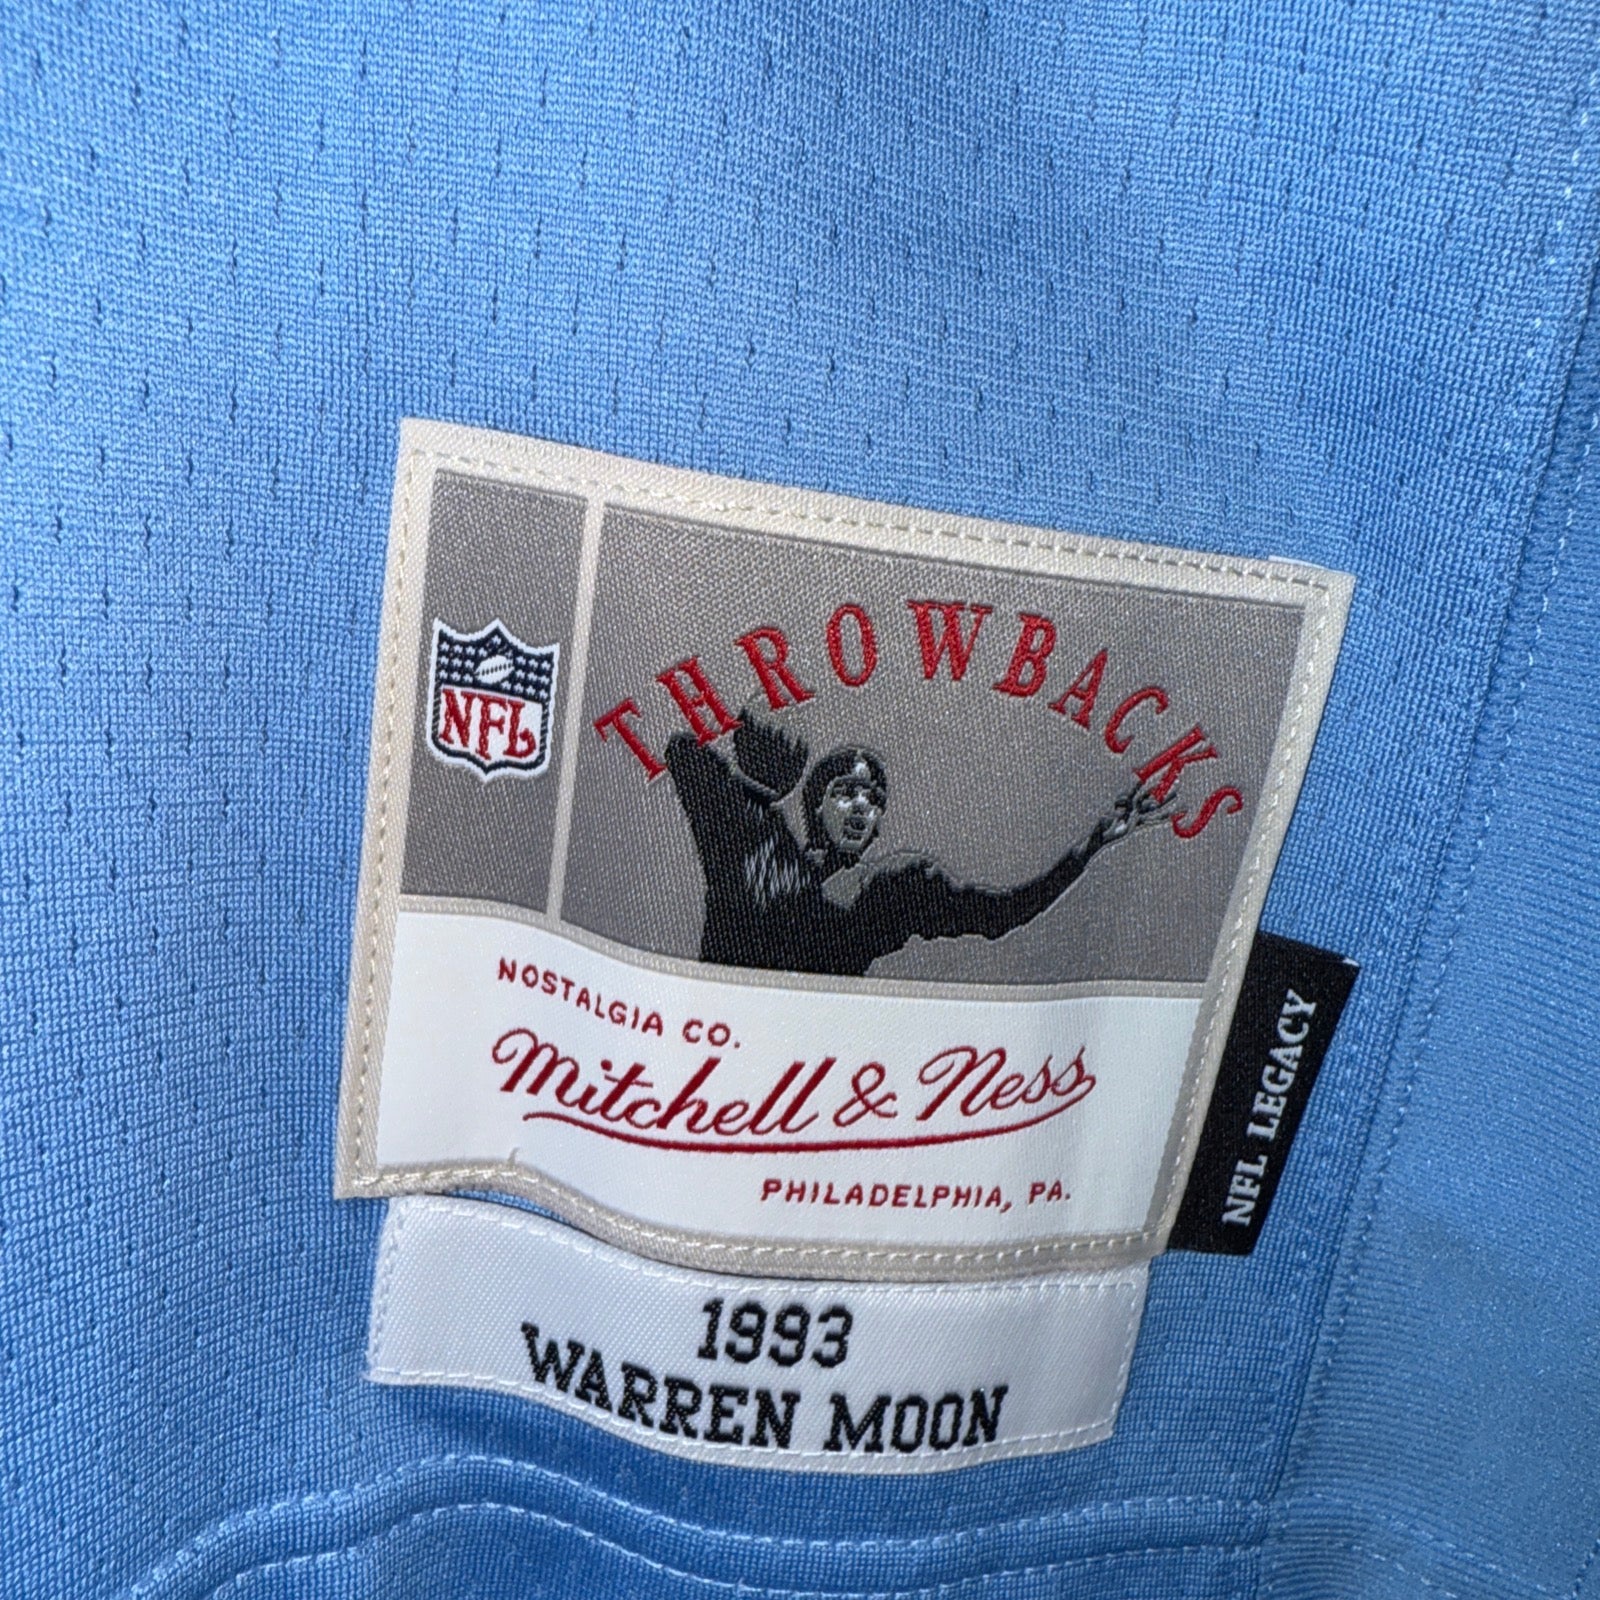 THROWBACKS
NFL
NOSTALGIA CO.
Mitchell & Ness
PHILADELPHIA, PA.
NFL LEGACY
1993
WARREN MOON